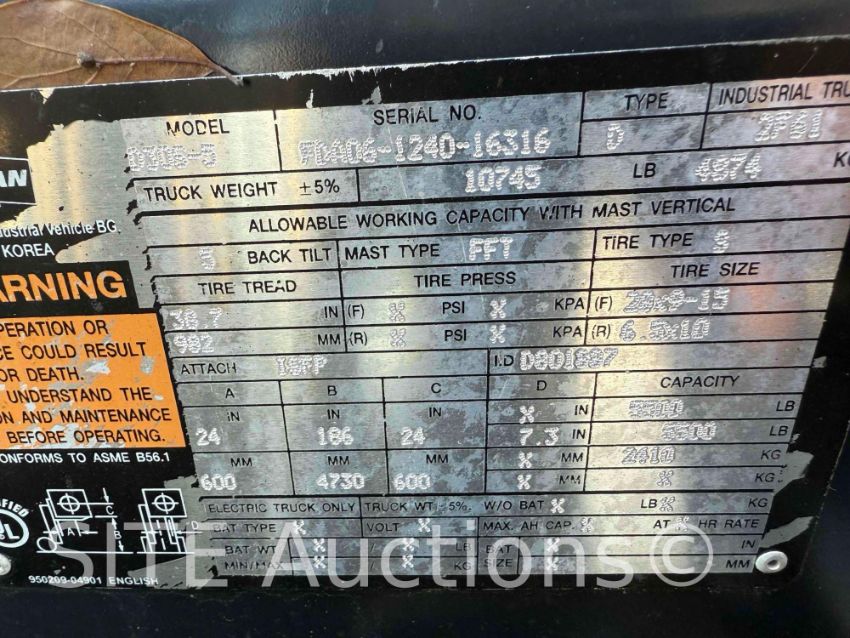 MODEL SERIAL NO. TYPE INDUSTRIAL TRU
D30S-5 FDA06-1240-16316 D
TRUCK WEIGHT ±5% 10745 LB 4874 KG
ALLOWABLE WORKING CAPACITY WITH MAST VERTICAL
AN
Industrial Vehicle BG.
KOREA
BACK TILT MAST TYPE FFT TIRE TYPE
TIRE TREAD TIRE PRESS TIRE SIZE
38.7 IN (F) X PSI X KPA (F) 28x9-15
982 MM (R) X PSI X KPA (R) 6.5x10
ATTACH I.D
ARNING
PERATION OR
CE COULD RESULT
OR DEATH.
UNDERSTAND THE
ON AND MAINTENANCE
BEFORE OPERATING.
CONFORMS TO ASME B56.1
A B C D CAPACITY
IN IN IN X IN LB
24 186 24 7.3 IN 5500 LB
MM MM MM MM 2410 KG
600 4730 600 MM X KG
ELECTRIC TRUCK ONLY TRUCK WT ±5%. W/O BAT X LB X KG
BAT TYPE X VOLT X MAX. AH CAP. X AT X HR RATE
BAT WT X / X LB BAT X IN
MIN/MAX X / X KG SIZE X MM
C
A B D
UL
950209-04901 ENGLISH
SITE Auctions©